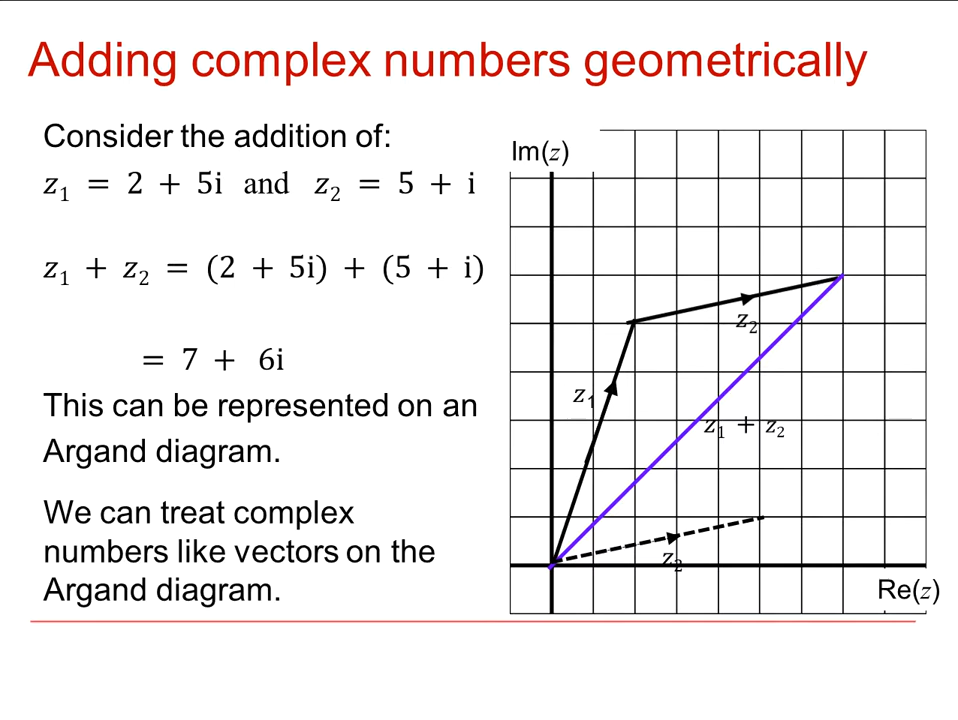 Adding complex numbers geometrically
Consider the addition of:
z₁ = 2 + 5i and z₂ = 5 + i
z₁ + z₂ = (2 + 5i) + (5 + i)
= 7 + 6i
This can be represented on an
Argand diagram.
We can treat complex
numbers like vectors on the
Argand diagram.
Im(z)
z₂
z₁
z₁ + z₂
z₂
Re(z)